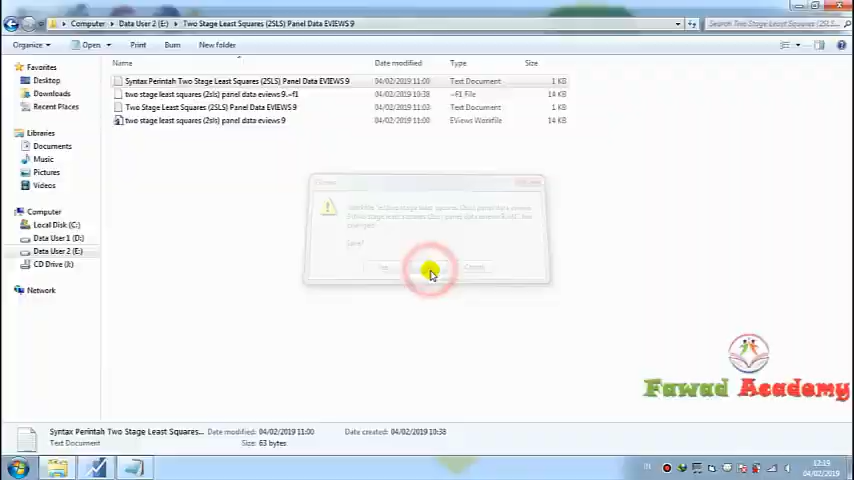 Computer ▸ Data User 2 (E:) ▸ Two Stage Least Squares (2SLS) Panel Data EVIEWS 9
Search Two Stage Least Squares (2SLS...
Organize
Open
Print
Burn
New folder
Name
Date modified
Type
Size
Favorites
Desktop
Downloads
Recent Places
Libraries
Documents
Music
Pictures
Videos
Computer
Local Disk (C:)
Data User 1 (D:)
Data User 2 (E:)
CD Drive (I:)
Network
Syntax Perintah Two Stage Least Squares (2SLS) Panel Data EVIEWS 9 04/02/2019 11:00 Text Document 1 KB
two stage least squares (2sls) panel data eviews 9.~f1 04/02/2019 10:38 ~F1 File 14 KB
Two Stage Least Squares (2SLS) Panel Data EVIEWS 9 04/02/2019 11:03 Text Document 1 KB
two stage least squares (2sls) panel data eviews 9 04/02/2019 11:00 EViews Workfile 14 KB
Save?
Yes
Cancel
Fawad Academy
Syntax Perintah Two Stage Least Squares... Date modified: 04/02/2019 11:00 Date created: 04/02/2019 10:38
Text Document Size: 63 bytes
IN
12:19
04/02/2019